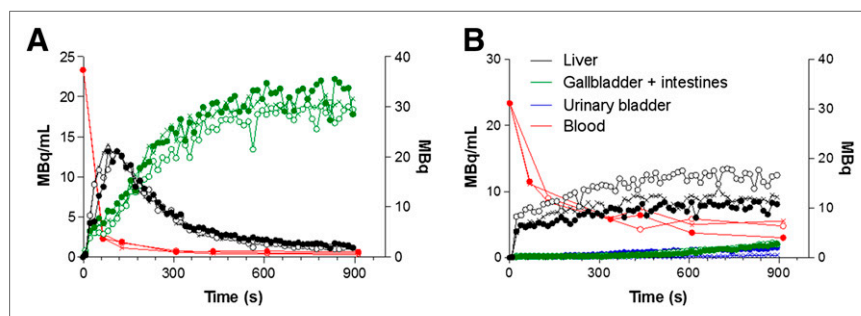 A
B
25
20
15
10
5
0
MBq/mL
40
30
20
10
0
MBq
0
300
600
900
Time (s)
30
20
10
0
MBq/mL
Liver
Gallbladder + intestines
Urinary bladder
Blood
40
30
20
10
0
MBq
0
300
600
900
Time (s)